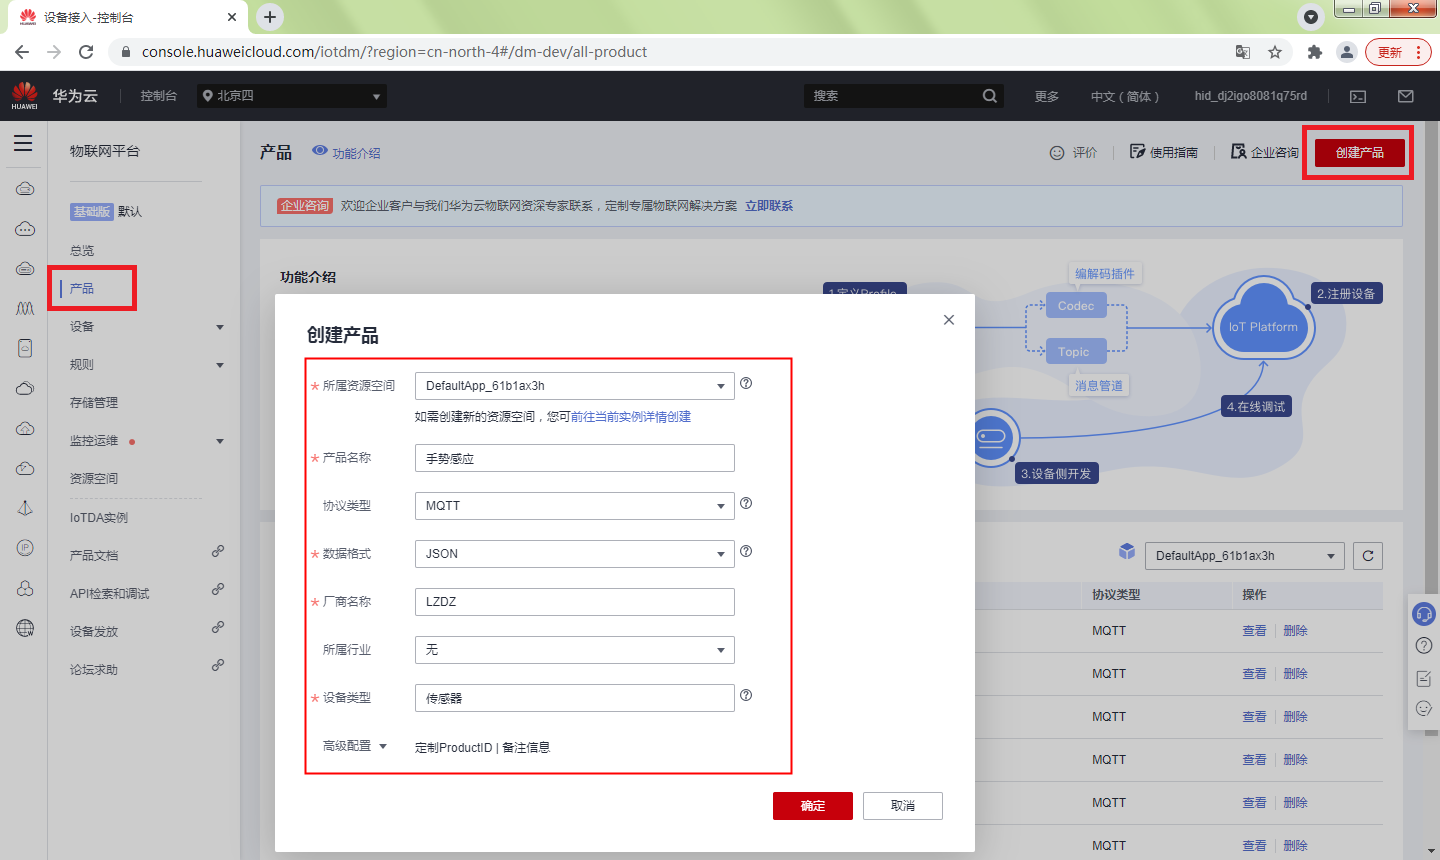 设备接入-控制台
console.huaweicloud.com/iotdm/?region=cn-north-4#/dm-dev/all-product
更新
HUAWEI
华为云
控制台
北京四
搜索
更多
中文（简体）
hid_dj2igo8081q75rd
物联网平台
基础版 默认
总览
产品
设备
规则
存储管理
监控运维
资源空间
IoTDA实例
产品文档
API检索和调试
设备发放
论坛求助
IP
产品
功能介绍
评价
使用指南
企业咨询
创建产品
企业咨询 欢迎企业客户与我们华为云物联网资深专家联系，定制专属物联网解决方案 立即联系
功能介绍
编解码插件
Codec
Topic
消息管道
IoT Platform
2.注册设备
4.在线调试
3.设备侧开发
创建产品
* 所属资源空间 DefaultApp_61b1ax3h
如需创建新的资源空间，您可前往当前实例详情创建
* 产品名称 手势感应
协议类型 MQTT
* 数据格式 JSON
* 厂商名称 LZDZ
所属行业 无
* 设备类型 传感器
高级配置 定制ProductID | 备注信息
确定 取消
DefaultApp_61b1ax3h
协议类型 操作
MQTT 查看 删除
MQTT 查看 删除
MQTT 查看 删除
MQTT 查看 删除
MQTT 查看 删除
MQTT 查看 删除